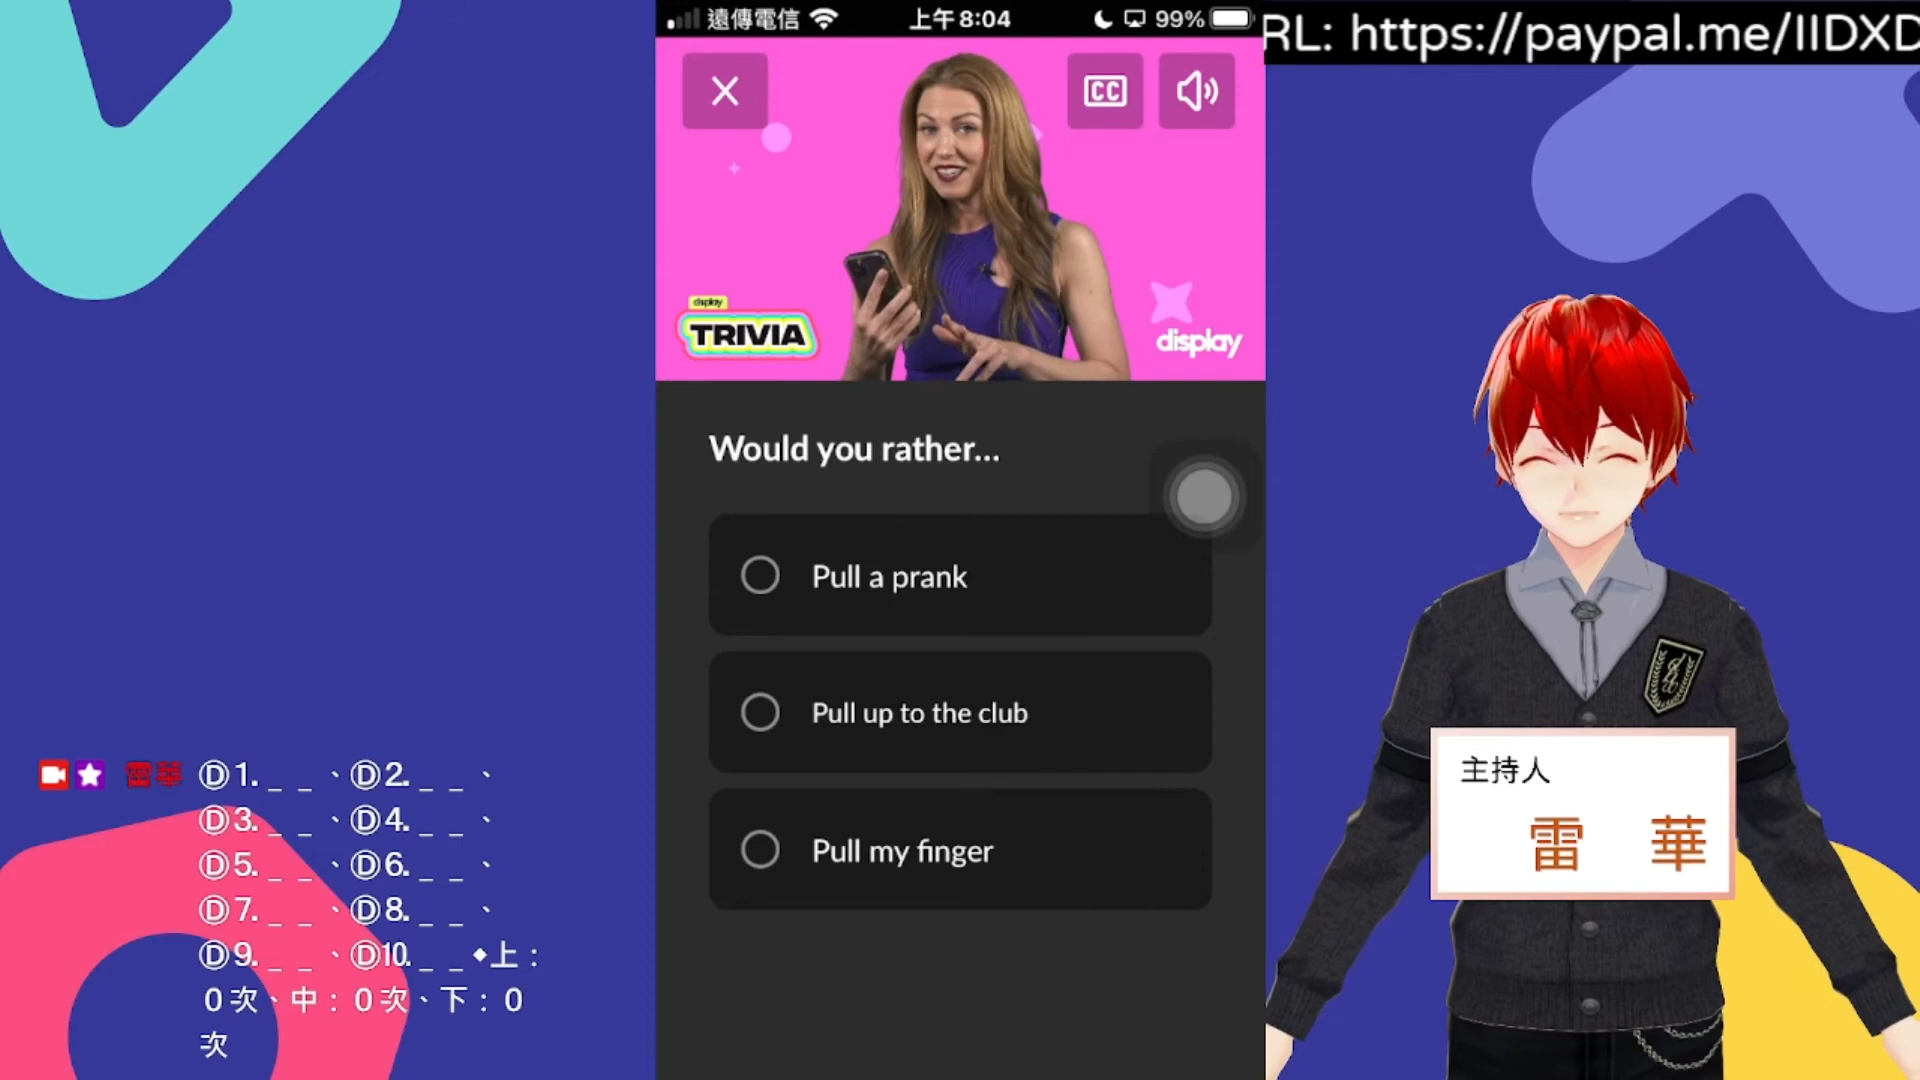 遠傳電信
上午8:04
99%
RL: https://paypal.me/IIDXD
CC
display
TRIVIA
display
Would you rather...
Pull a prank
Pull up to the club
Pull my finger
雷華 Ⓓ1. _ _ 、Ⓓ2. _ _ 、
Ⓓ3. _ _ 、Ⓓ4. _ _ 、
Ⓓ5. _ _ 、Ⓓ6. _ _ 、
Ⓓ7. _ _ 、Ⓓ8. _ _ 、
Ⓓ9. _ _ 、Ⓓ10. _ _ ◆上：
0次、中：0次、下：0
次
主持人
雷 華